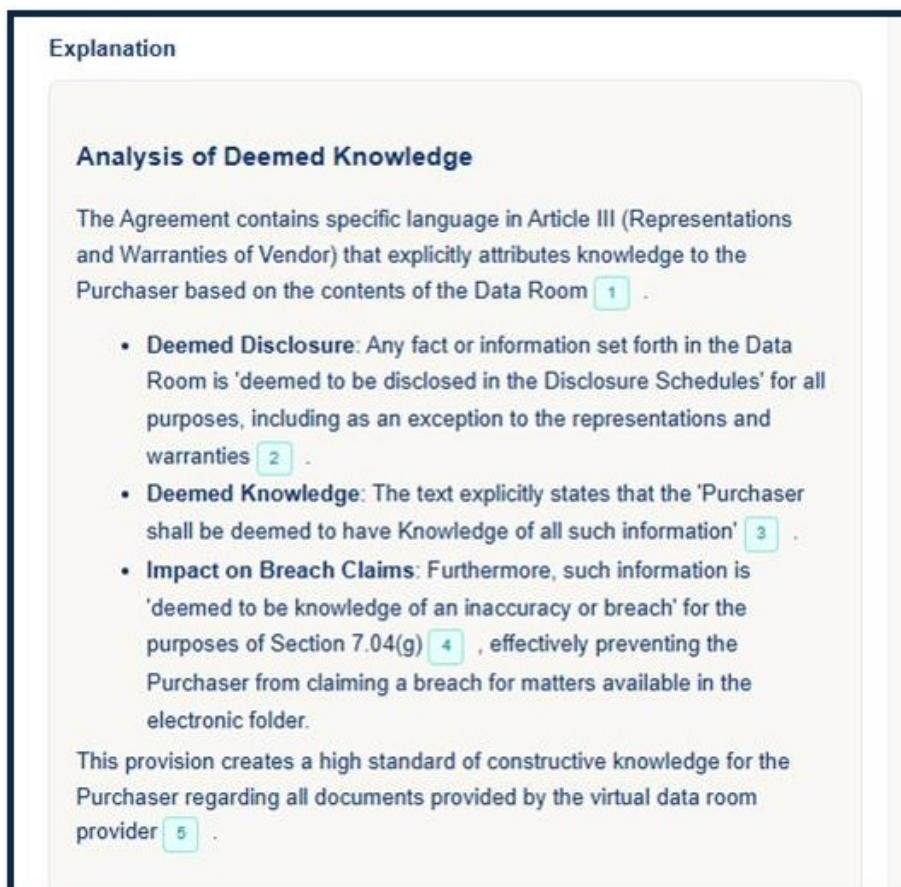 Explanation
Analysis of Deemed Knowledge
The Agreement contains specific language in Article III (Representations
and Warranties of Vendor) that explicitly attributes knowledge to the
Purchaser based on the contents of the Data Room 1 .
• Deemed Disclosure: Any fact or information set forth in the Data
Room is 'deemed to be disclosed in the Disclosure Schedules' for all
purposes, including as an exception to the representations and
warranties 2 .
• Deemed Knowledge: The text explicitly states that the 'Purchaser
shall be deemed to have Knowledge of all such information' 3 .
• Impact on Breach Claims: Furthermore, such information is
'deemed to be knowledge of an inaccuracy or breach' for the
purposes of Section 7.04(g) 4 , effectively preventing the
Purchaser from claiming a breach for matters available in the
electronic folder.
This provision creates a high standard of constructive knowledge for the
Purchaser regarding all documents provided by the virtual data room
provider 5 .